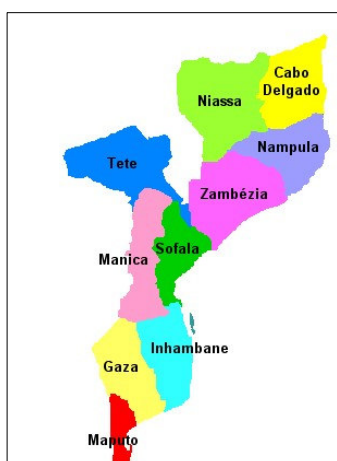 Cabo
Delgado
Niassa
Nampula
Tete
Zambézia
Sofala
Manica
Inhambane
Gaza
Maputo